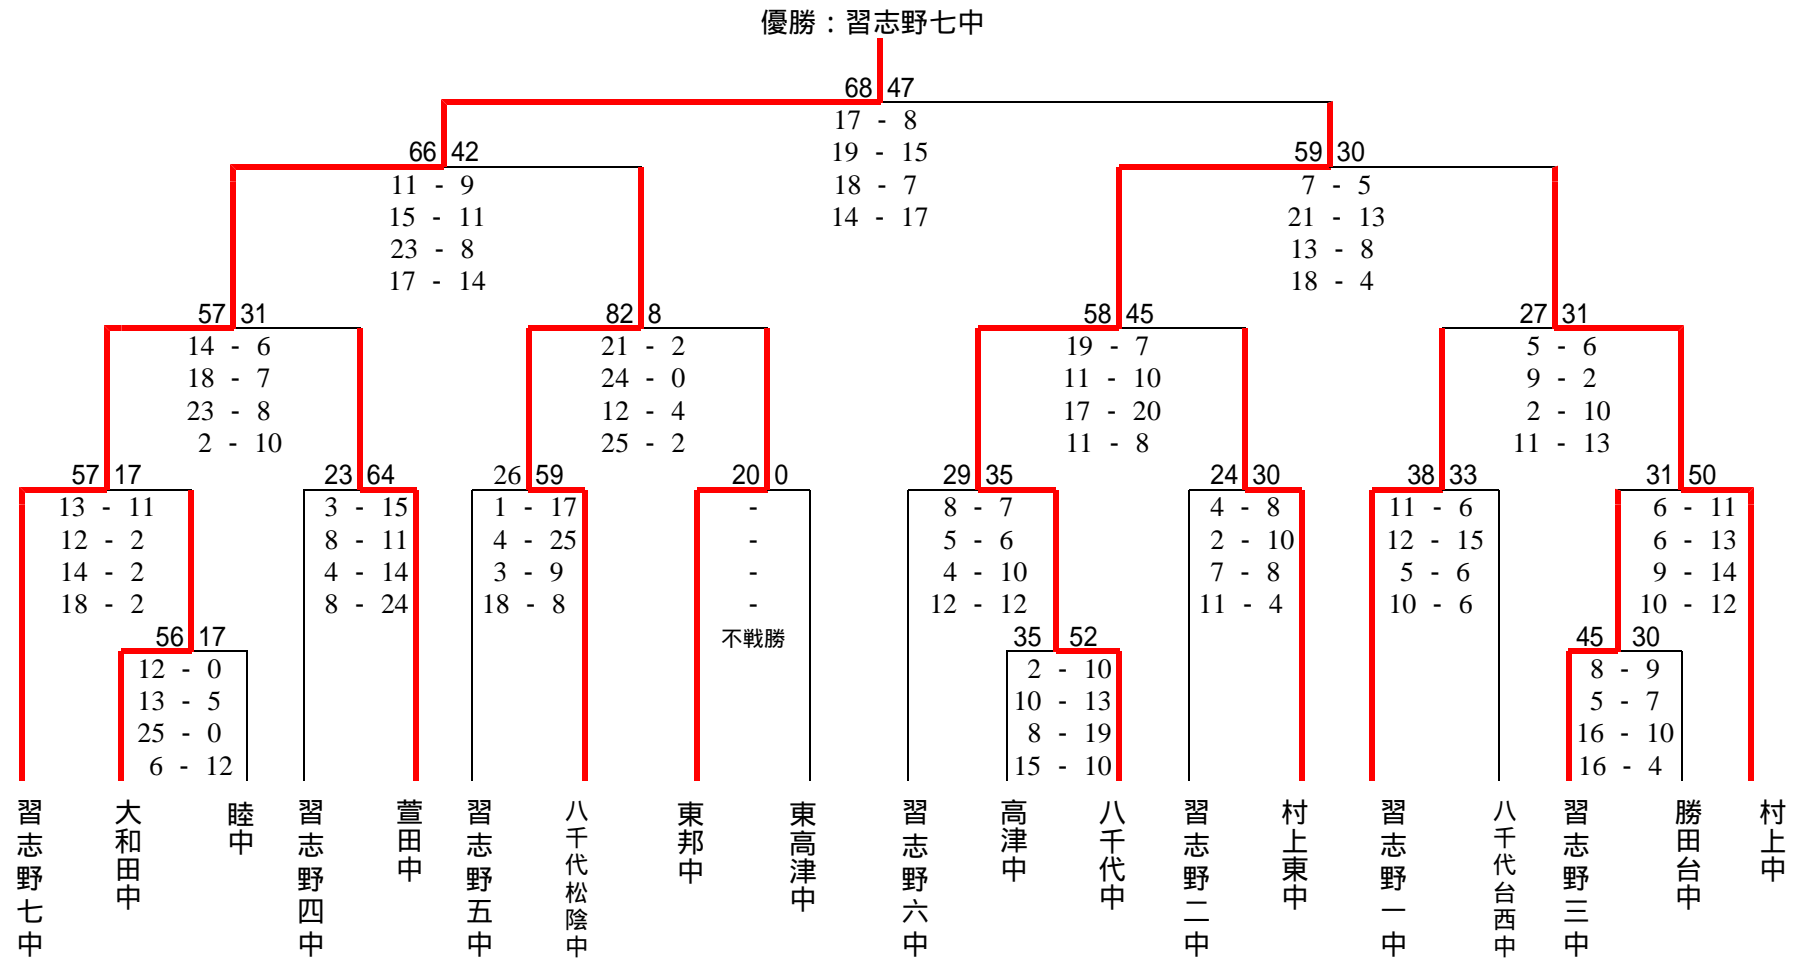 優勝：習志野七中
68 47
17 - 8
19 - 15
18 - 7
14 - 17
66 42
11 - 9
15 - 11
23 - 8
17 - 14
59 30
7 - 5
21 - 13
13 - 8
18 - 4
57 31
14 - 6
18 - 7
23 - 8
2 - 10
82 8
21 - 2
24 - 0
12 - 4
25 - 2
58 45
19 - 7
11 - 10
17 - 20
11 - 8
27 31
5 - 6
9 - 2
2 - 10
11 - 13
57 17
13 - 11
12 - 2
14 - 2
18 - 2
23 64
3 - 15
8 - 11
4 - 14
8 - 24
26 59
1 - 17
4 - 25
3 - 9
18 - 8
20 0
-
-
-
-
不戦勝
29 35
8 - 7
5 - 6
4 - 10
12 - 12
24 30
4 - 8
2 - 10
7 - 8
11 - 4
38 33
11 - 6
12 - 15
5 - 6
10 - 6
31 50
6 - 11
6 - 13
9 - 14
10 - 12
56 17
12 - 0
13 - 5
25 - 0
6 - 12
35 52
2 - 10
10 - 13
8 - 19
15 - 10
45 30
8 - 9
5 - 7
16 - 10
16 - 4
習志野七中
大和田中
睦中
習志野四中
萱田中
習志野五中
八千代松陰中
東邦中
東高津中
習志野六中
高津中
八千代中
習志野二中
村上東中
習志野一中
八千代台西中
習志野三中
勝田台中
村上中